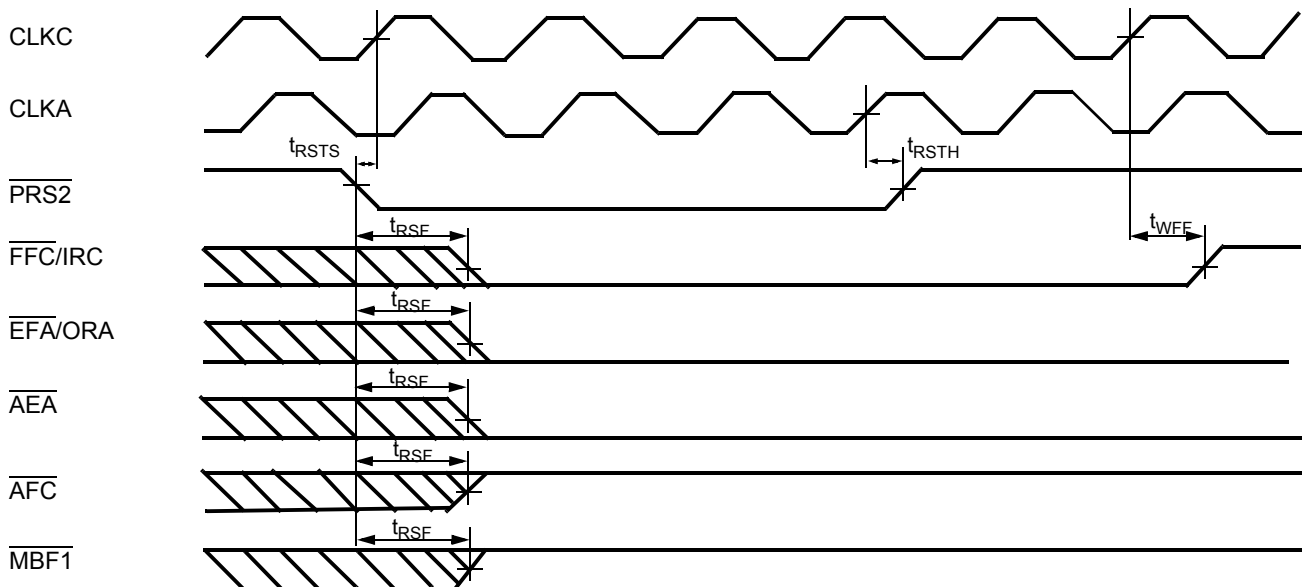 CLKC
CLKA
tRSTS
tRSTH
PRS2
tRSF
tWFF
FFC/IRC
tRSF
EFA/ORA
tRSF
AEA
tRSF
AFC
tRSF
MBF1